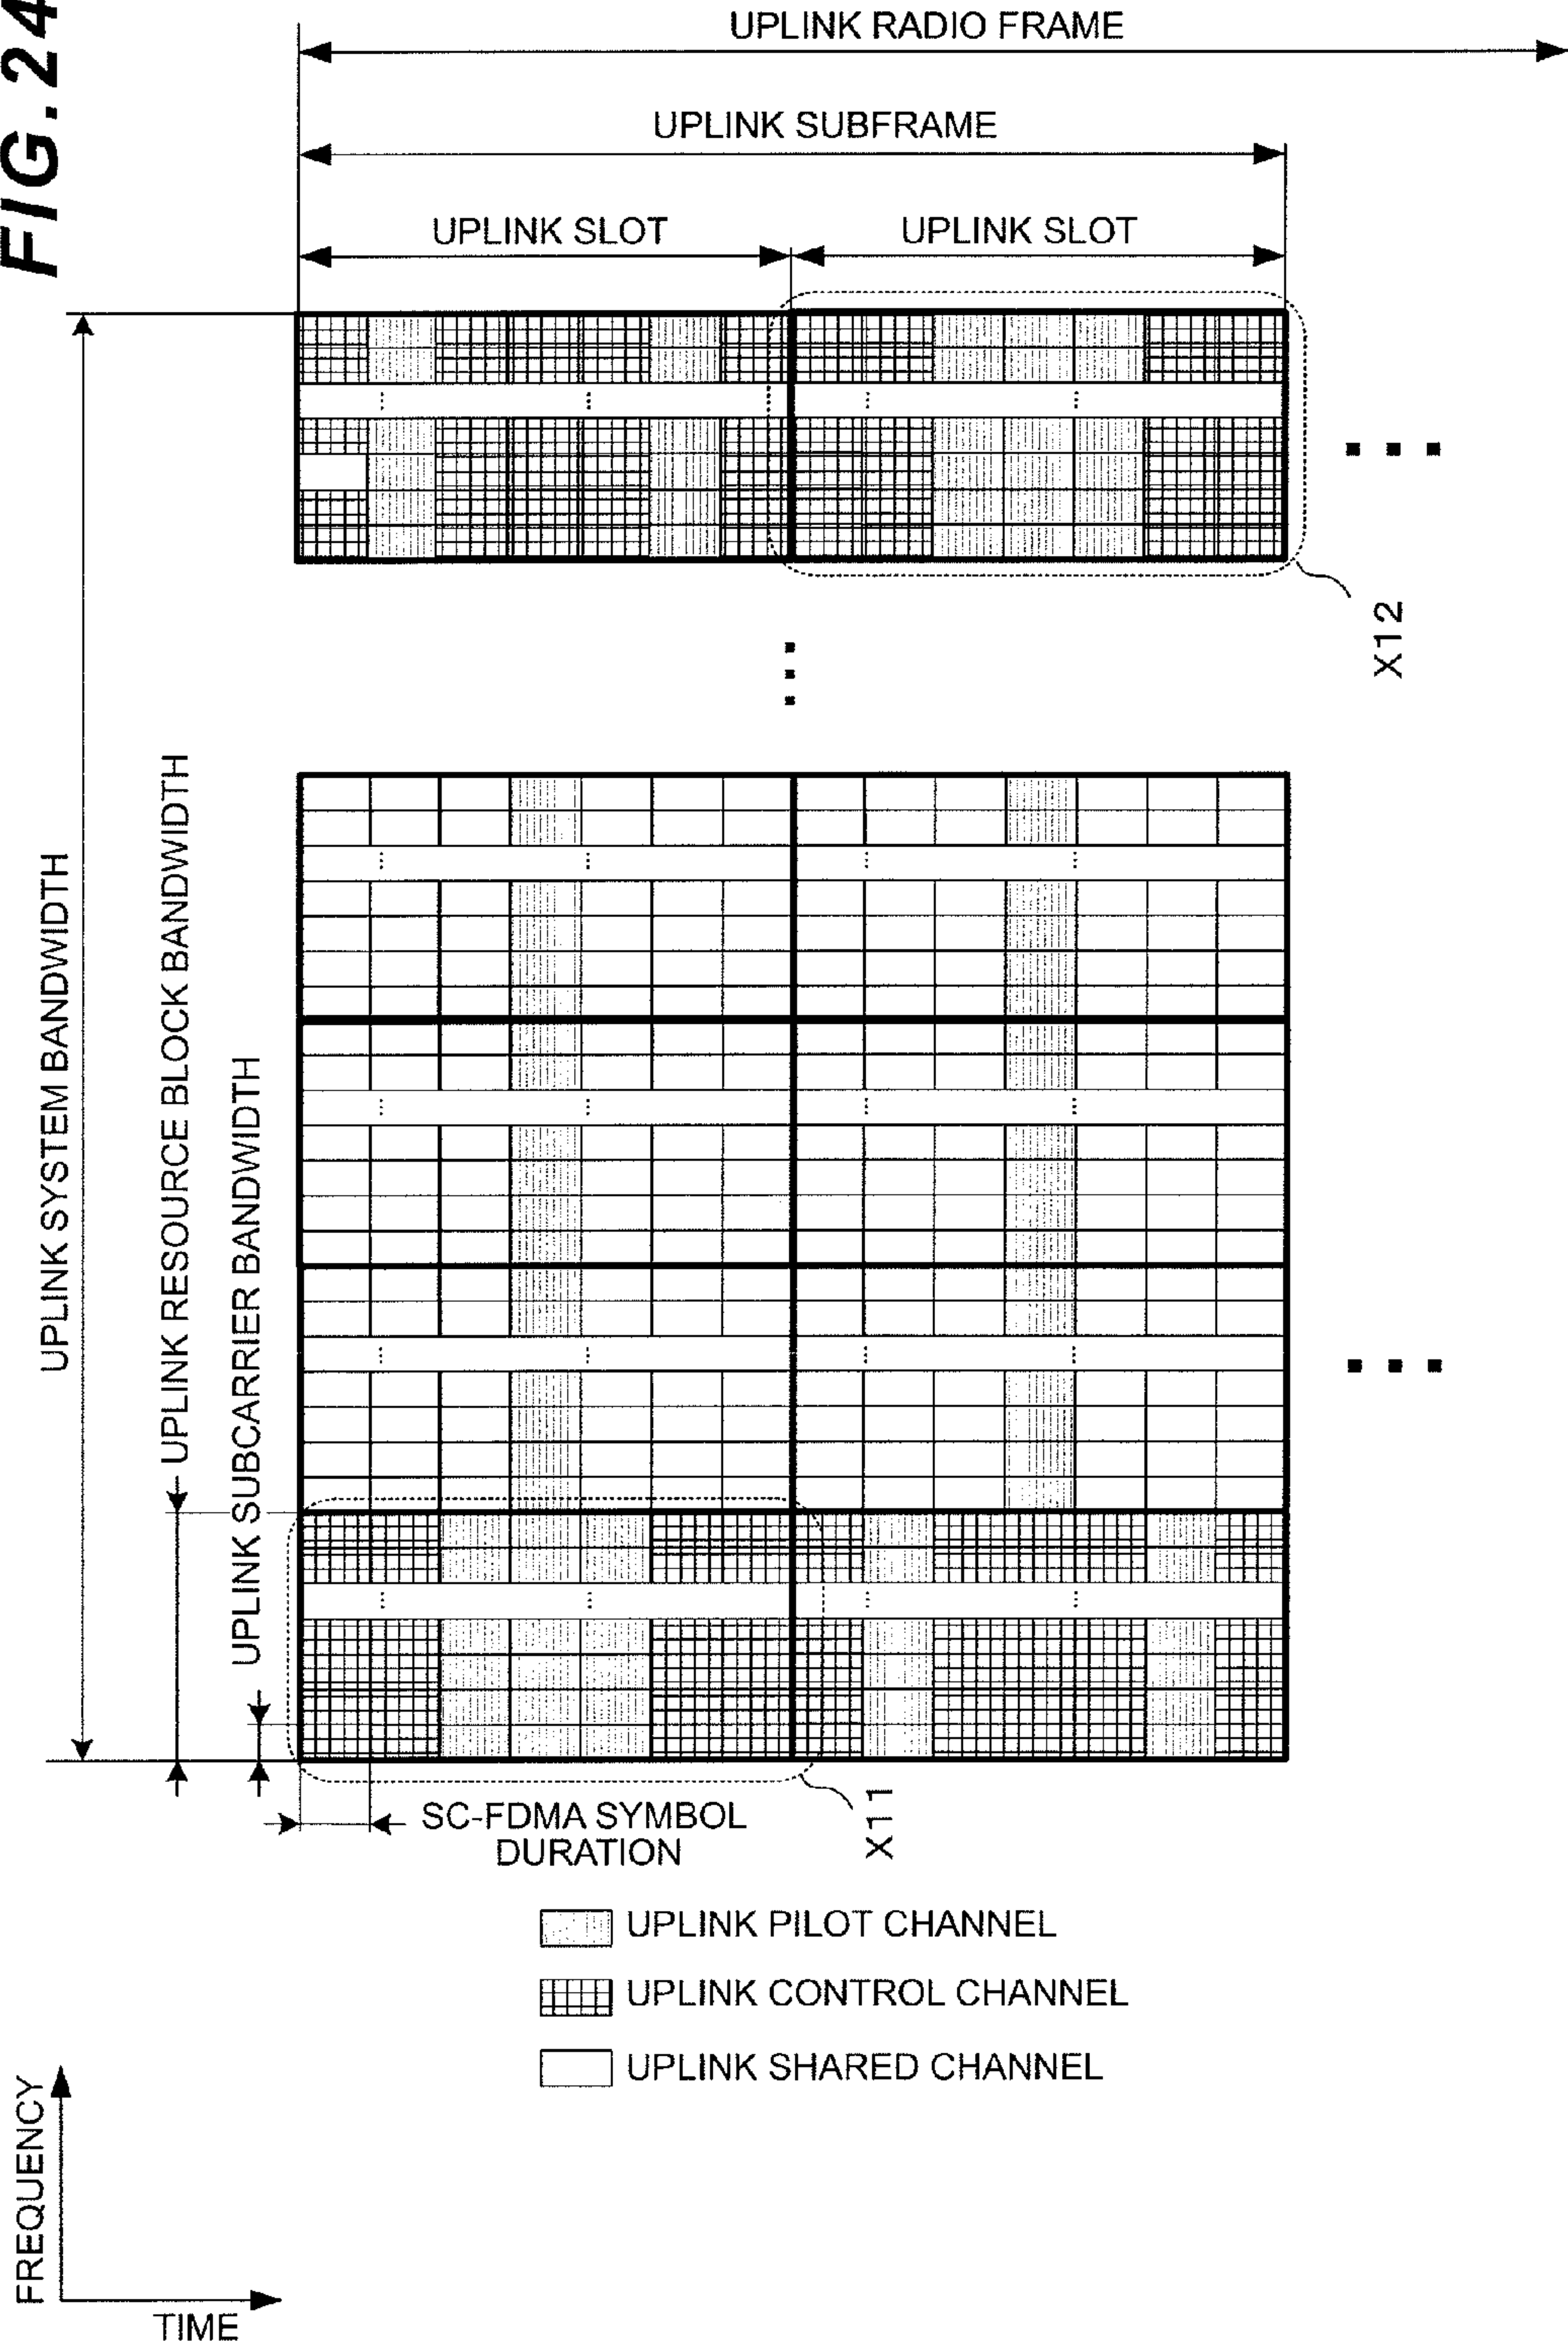 FIG.24
UPLINK RADIO FRAME
UPLINK SUBFRAME
UPLINK SLOT
UPLINK SLOT
X12
UPLINK SYSTEM BANDWIDTH
UPLINK RESOURCE BLOCK BANDWIDTH
UPLINK SUBCARRIER BANDWIDTH
SC-FDMA SYMBOL
DURATION
X11
UPLINK PILOT CHANNEL
UPLINK CONTROL CHANNEL
UPLINK SHARED CHANNEL
FREQUENCY
TIME